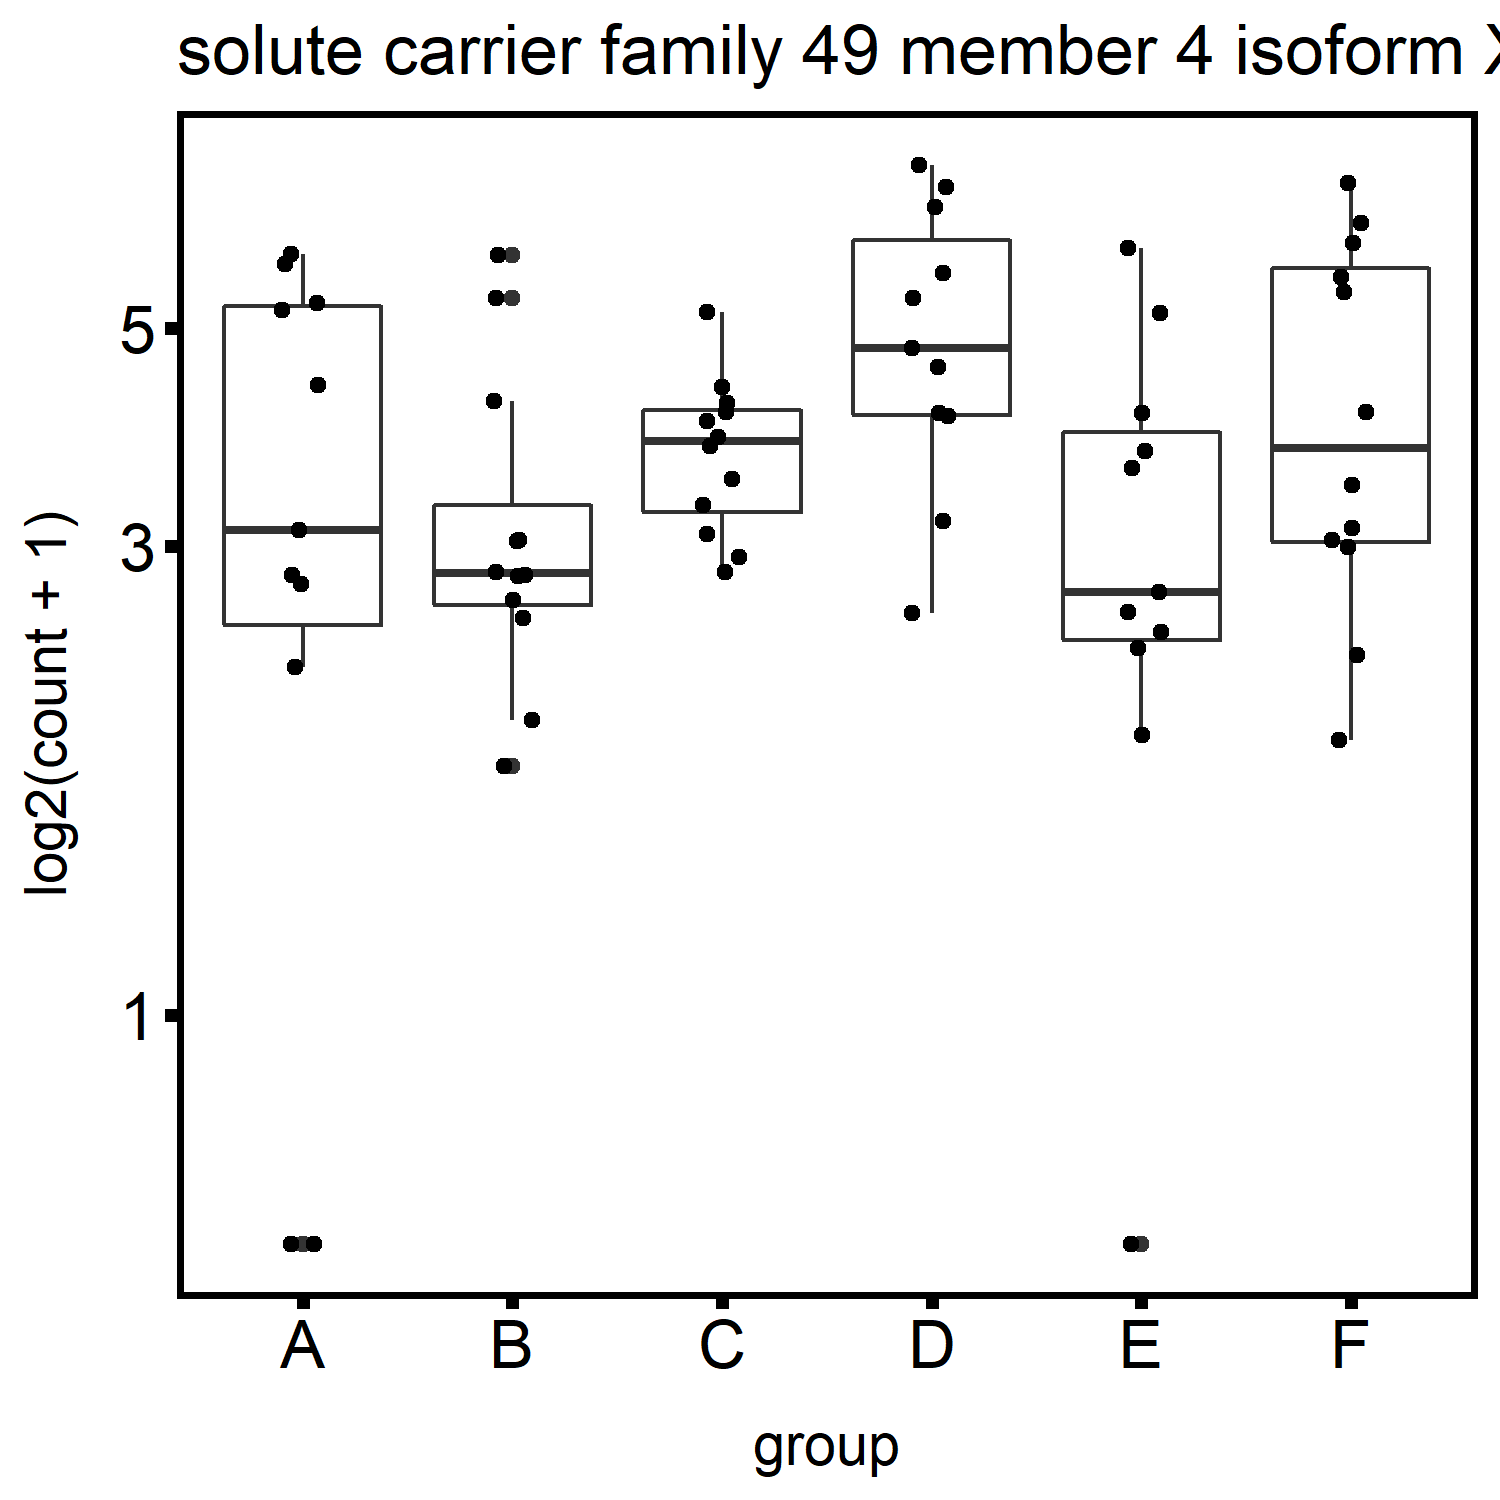 solute carrier family 49 member 4 isoform X
log2(count + 1)
5
3
1
A B C D E F
group